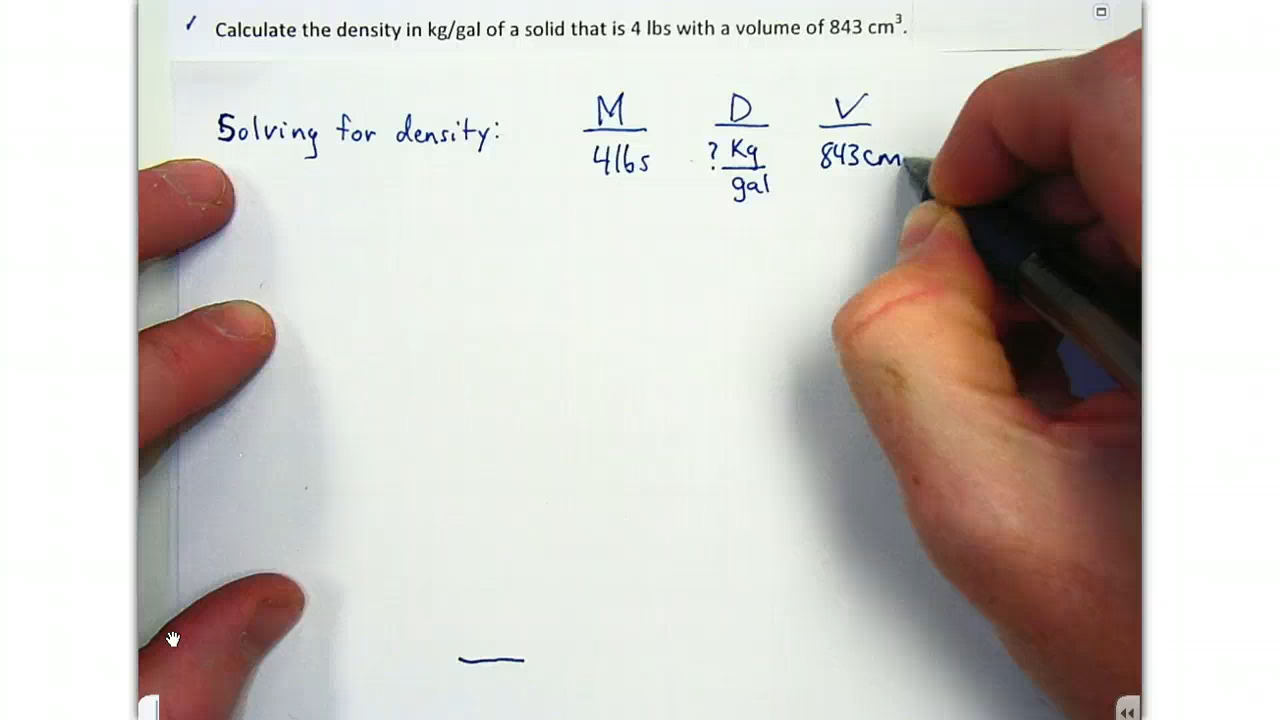 ✓ Calculate the density in kg/gal of a solid that is 4 lbs with a volume of 843 cm³.
Solving for density:
M D V
4lbs ? Kg/gal 843cm